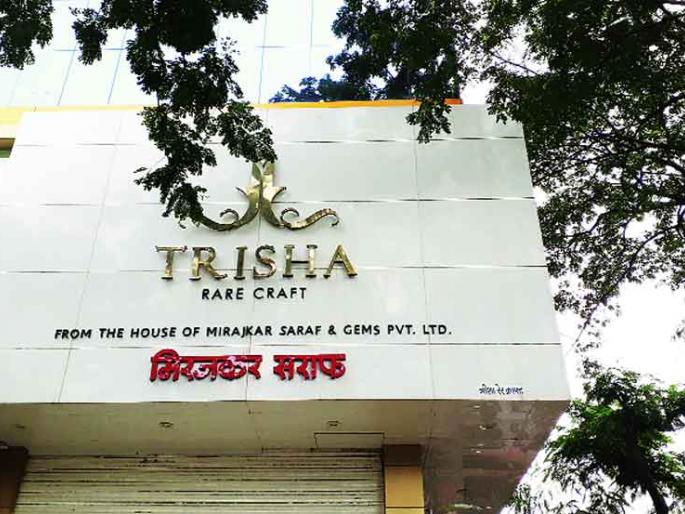 TRISHA
RARE CRAFT
FROM THE HOUSE OF MIRAJKAR SARAF & GEMS PVT. LTD.
मिरजकर सराफ
त्रीशा रेर क्राफ्ट